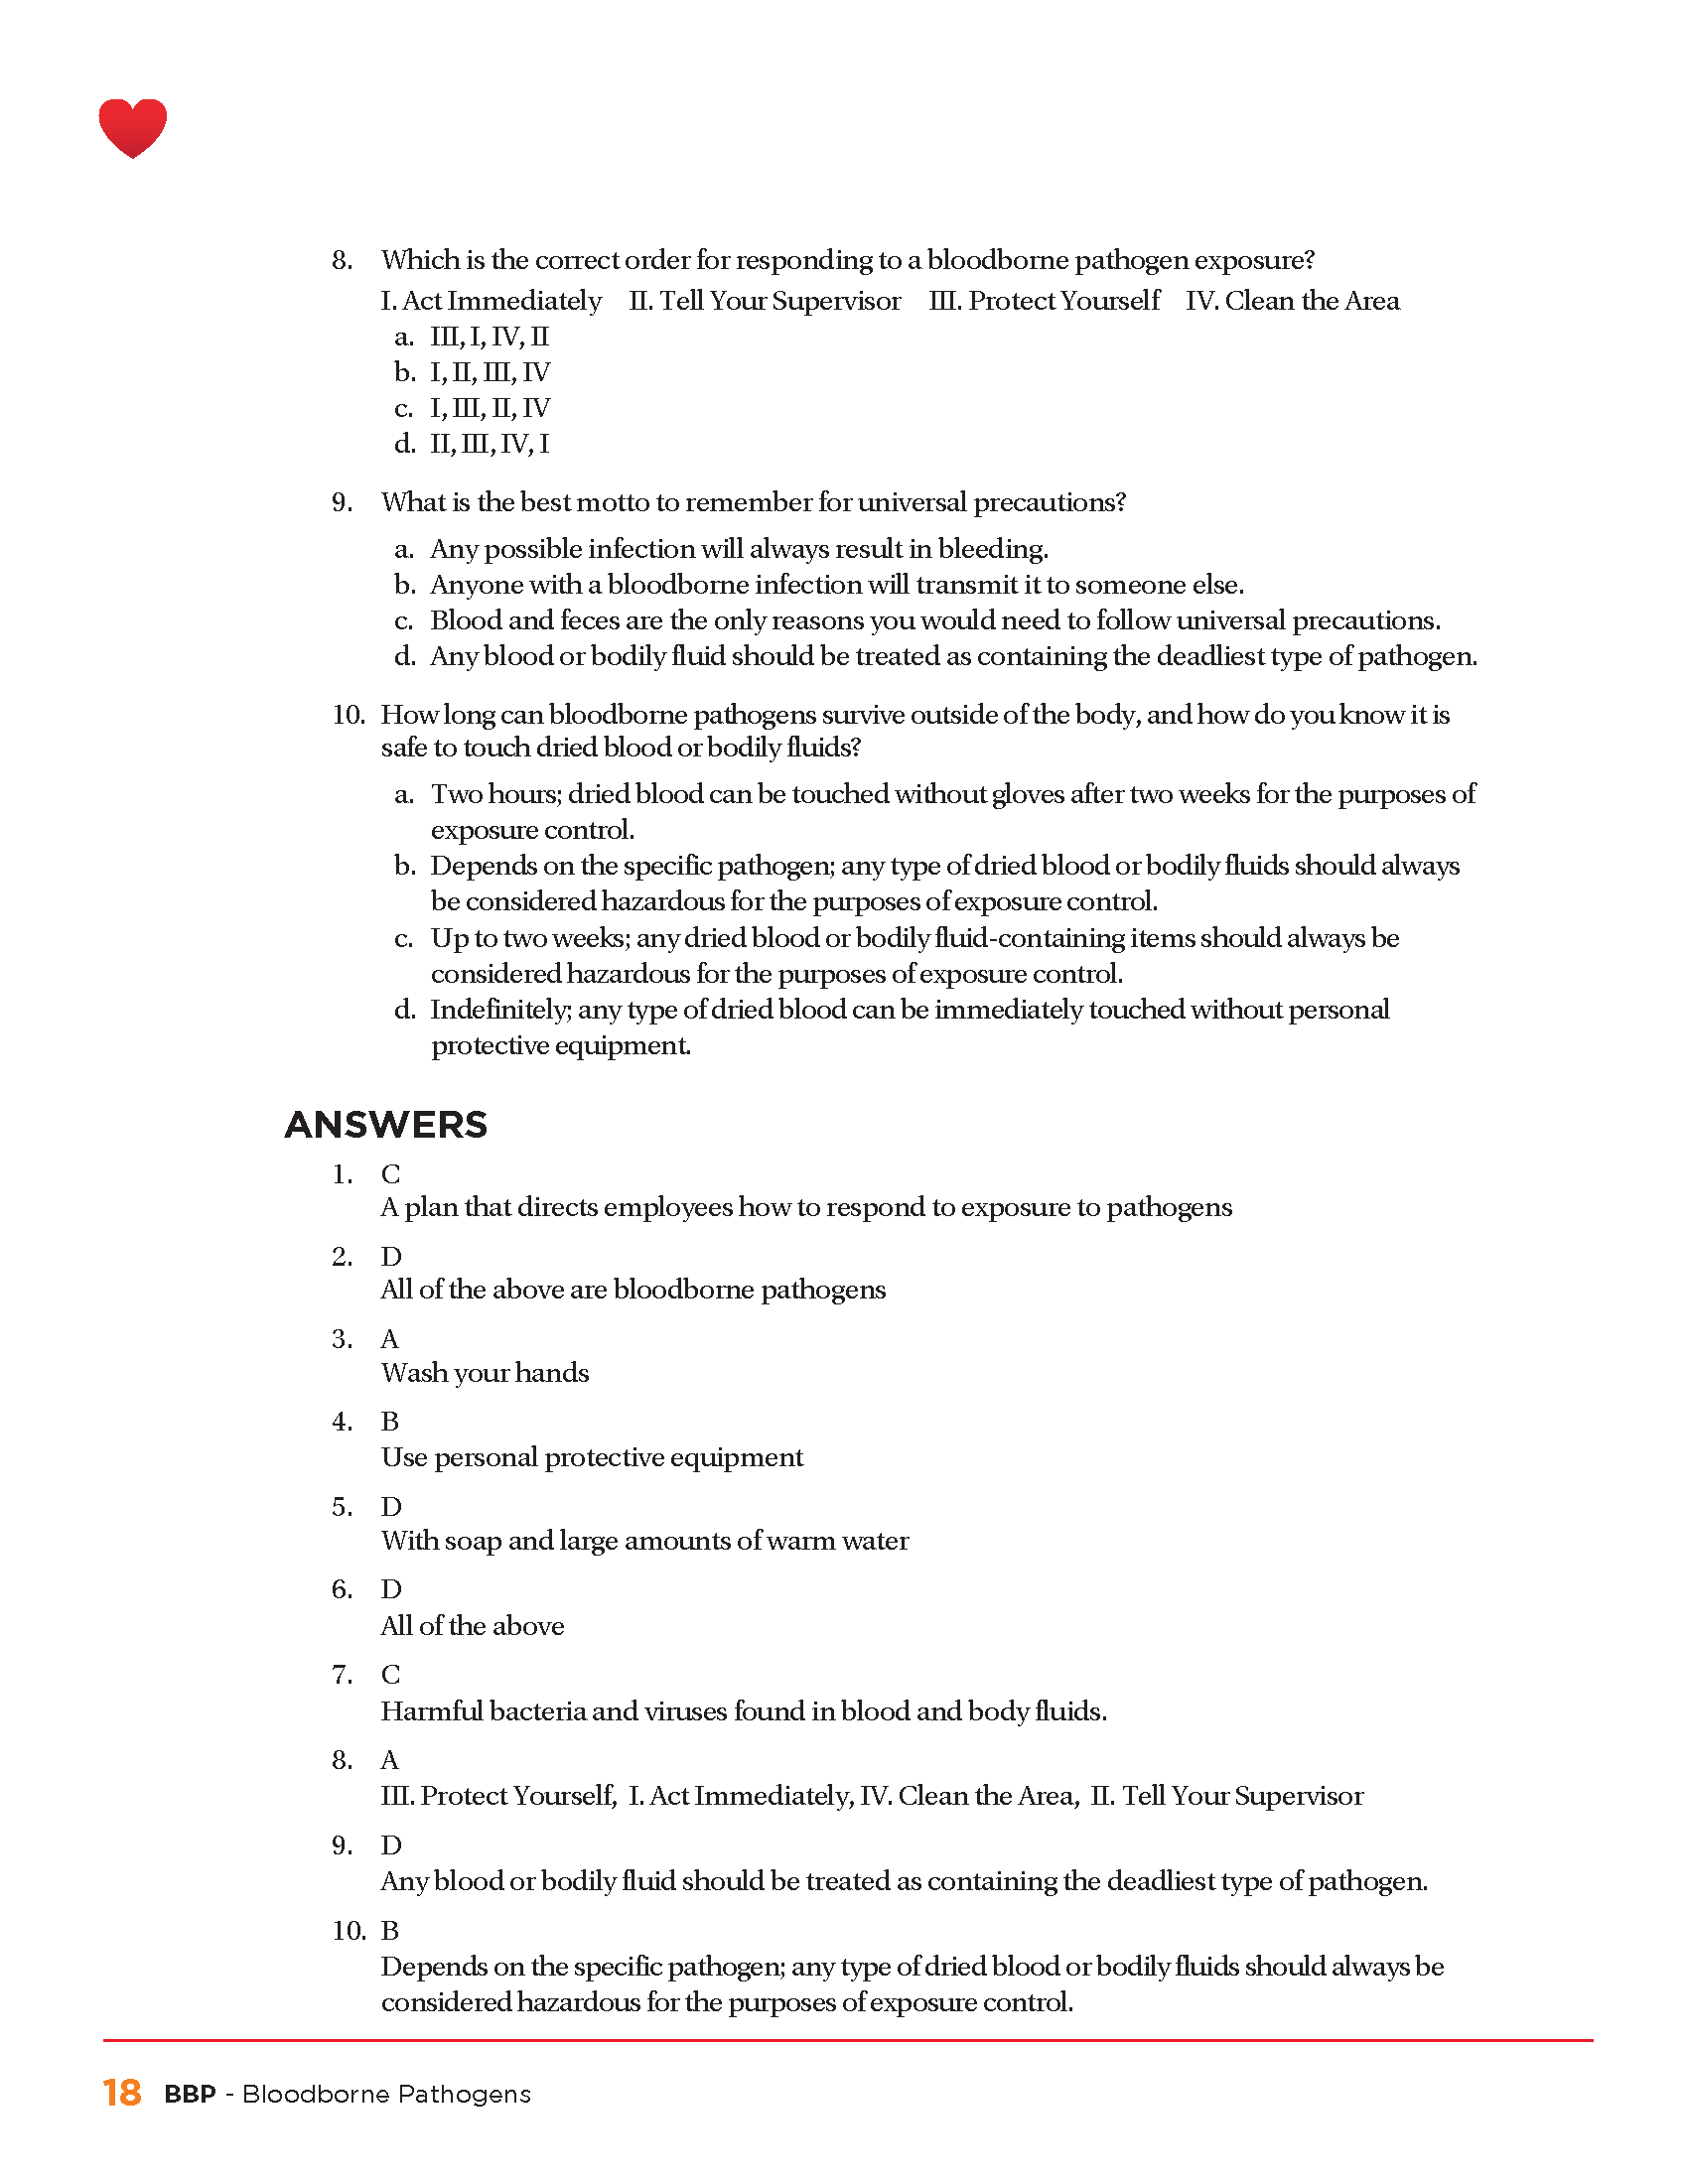 8. Which is the correct order for responding to a bloodborne pathogen exposure?
I. Act Immediately II. Tell Your Supervisor III. Protect Yourself IV. Clean the Area
a. III, I, IV, II
b. I, II, III, IV
c. I, III, II, IV
d. II, III, IV, I
9. What is the best motto to remember for universal precautions?
a. Any possible infection will always result in bleeding.
b. Anyone with a bloodborne infection will transmit it to someone else.
c. Blood and feces are the only reasons you would need to follow universal precautions.
d. Any blood or bodily fluid should be treated as containing the deadliest type of pathogen.
10. How long can bloodborne pathogens survive outside of the body, and how do you know it is
safe to touch dried blood or bodily fluids?
a. Two hours; dried blood can be touched without gloves after two weeks for the purposes of
exposure control.
b. Depends on the specific pathogen; any type of dried blood or bodily fluids should always
be considered hazardous for the purposes of exposure control.
c. Up to two weeks; any dried blood or bodily fluid-containing items should always be
considered hazardous for the purposes of exposure control.
d. Indefinitely; any type of dried blood can be immediately touched without personal
protective equipment.
ANSWERS
1. C
A plan that directs employees how to respond to exposure to pathogens
2. D
All of the above are bloodborne pathogens
3. A
Wash your hands
4. B
Use personal protective equipment
5. D
With soap and large amounts of warm water
6. D
All of the above
7. C
Harmful bacteria and viruses found in blood and body fluids.
8. A
III. Protect Yourself, I. Act Immediately, IV. Clean the Area, II. Tell Your Supervisor
9. D
Any blood or bodily fluid should be treated as containing the deadliest type of pathogen.
10. B
Depends on the specific pathogen; any type of dried blood or bodily fluids should always be
considered hazardous for the purposes of exposure control.
18 BBP - Bloodborne Pathogens